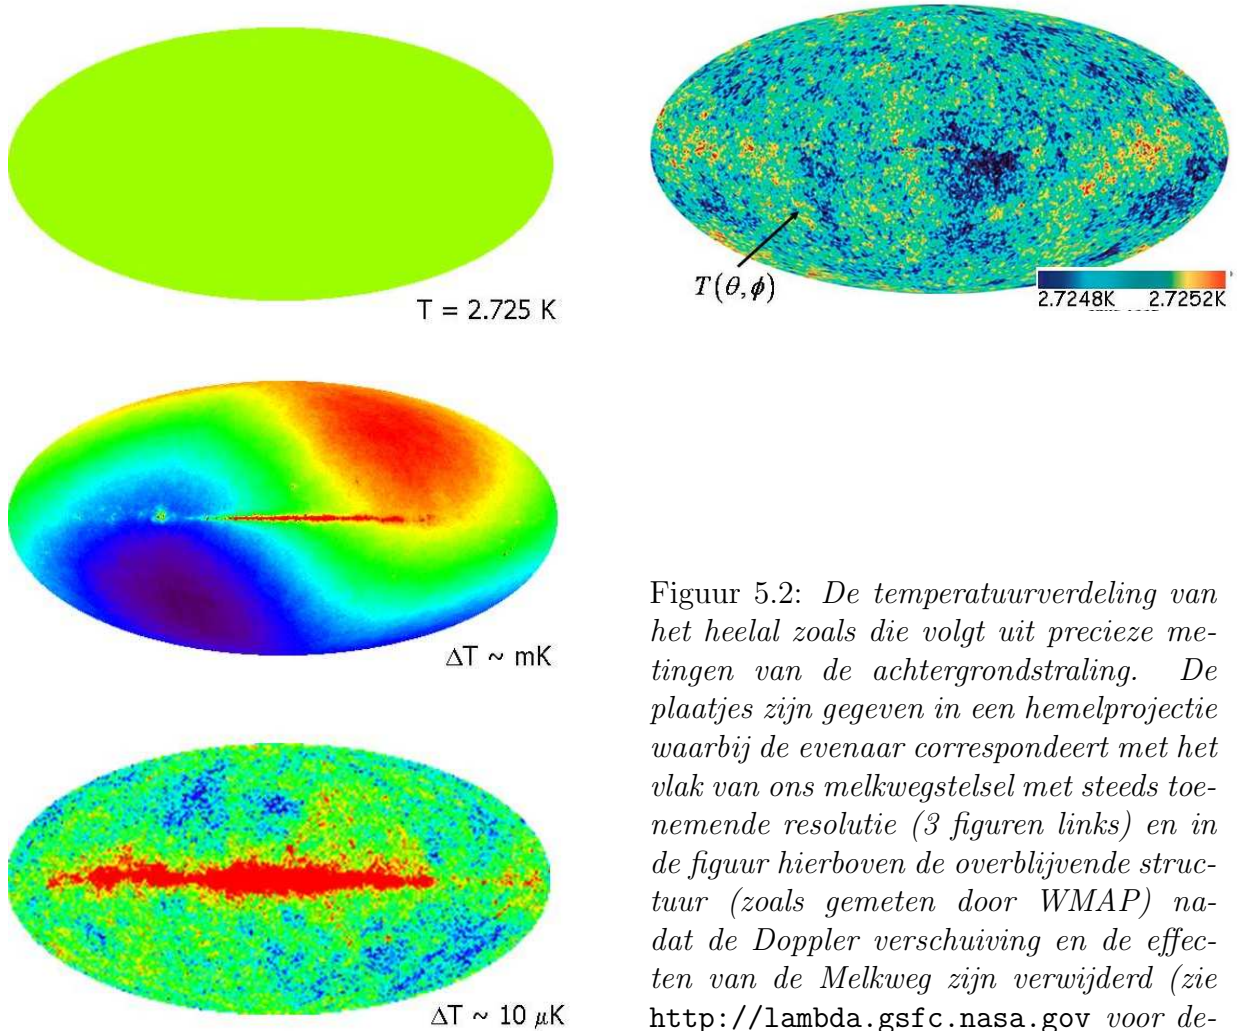 T = 2.725 K
T(θ, ϕ)
2.7248K 2.7252K
ΔT ~ mK
ΔT ~ 10 μK
Figuur 5.2: De temperatuurverdeling van
het heelal zoals die volgt uit precieze me-
tingen van de achtergrondstraling. De
plaatjes zijn gegeven in een hemelprojectie
waarbij de evenaar correspondeert met het
vlak van ons melkwegstelsel met steeds toe-
nemende resolutie (3 figuren links) en in
de figuur hierboven de overblijvende struc-
tuur (zoals gemeten door WMAP) na-
dat de Doppler verschuiving en de effec-
ten van de Melkweg zijn verwijderd (zie
http://lambda.gsfc.nasa.gov voor de-